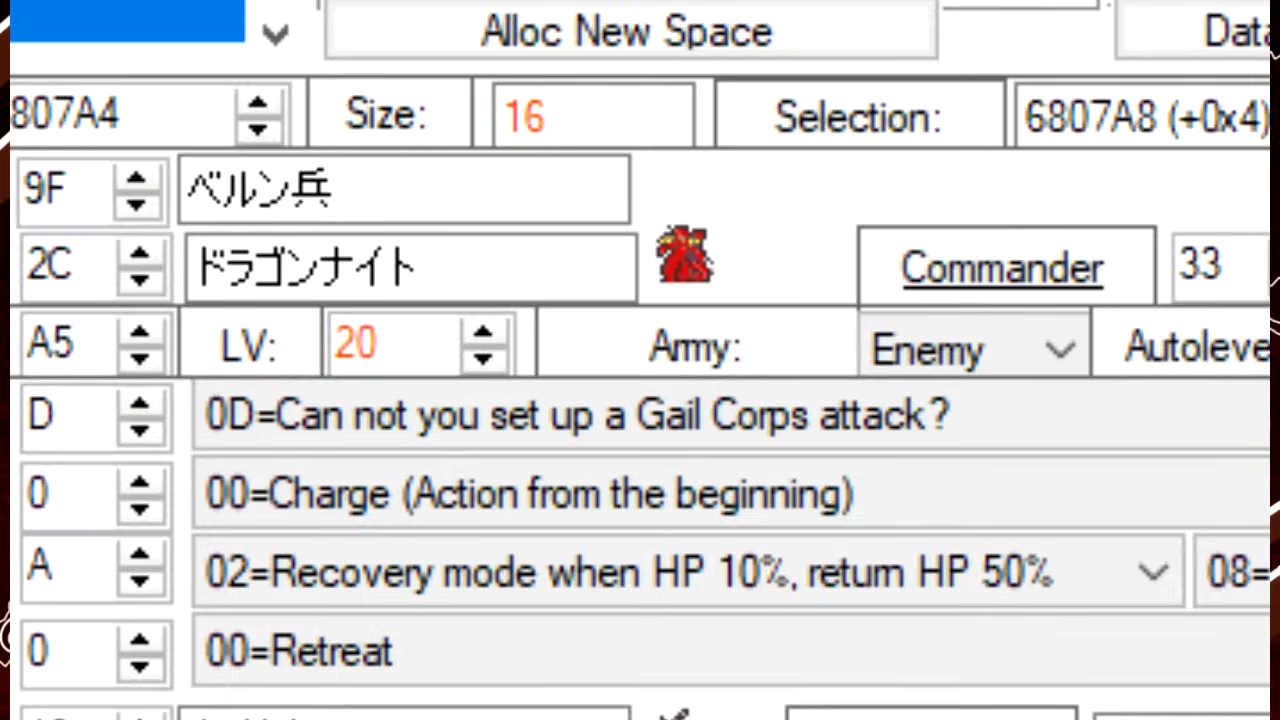 Alloc New Space
807A4 Size: 16 Selection: 6807A8 (+0x4)
9F ベルン兵
2C ドラゴンナイト Commander 33
A5 LV: 20 Army: Enemy
D 0D=Can not you set up a Gail Corps attack?
0 00=Charge (Action from the beginning)
A 02=Recovery mode when HP 10%, return HP 50% 08=
0 00=Retreat